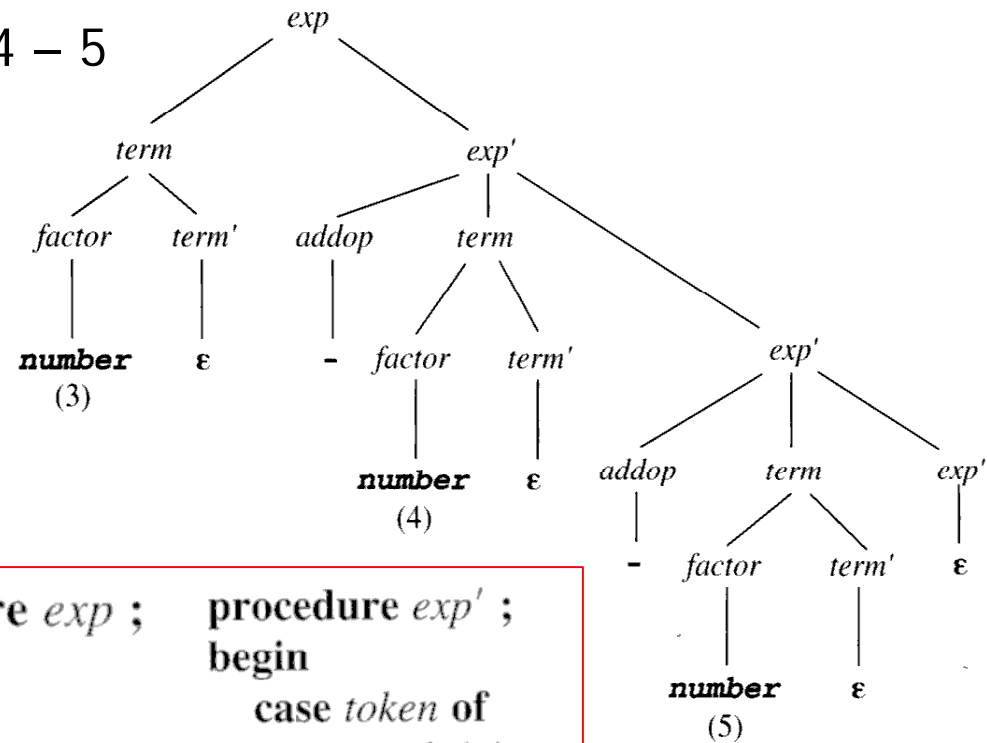 exp
4 – 5
term exp'
factor term' addop term
number ε - factor term' exp'
(3)
number ε addop term exp'
(4)
- factor term' ε
exp ; procedure exp' ;
begin
case token of
number ε
(5)